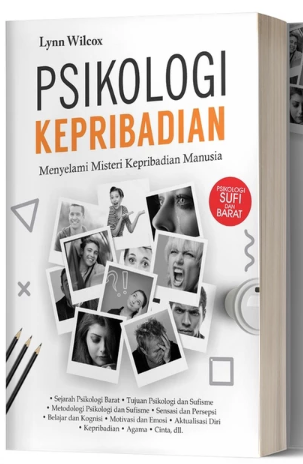 Lynn Wilcox
PSIKOLOGI
KEPRIBADIAN
Menyelami Misteri Kepribadian Manusia
PSIKOLOGI
SUFI
DAN
BARAT
?!
• Sejarah Psikologi Barat • Tujuan Psikologi dan Sufisme
• Metodologi Psikologi dan Sufisme • Sensasi dan Persepsi
• Belajar dan Kognisi • Motivasi dan Emosi • Aktualisasi Diri
• Kepribadian • Agama • Cinta, dll.